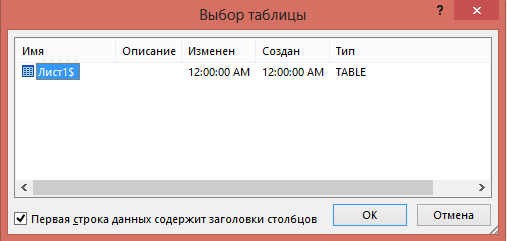 Выбор таблицы
?
Имя Описание Изменен Создан Тип
Лист1$ 12:00:00 AM 12:00:00 AM TABLE
Первая строка данных содержит заголовки столбцов OK Отмена